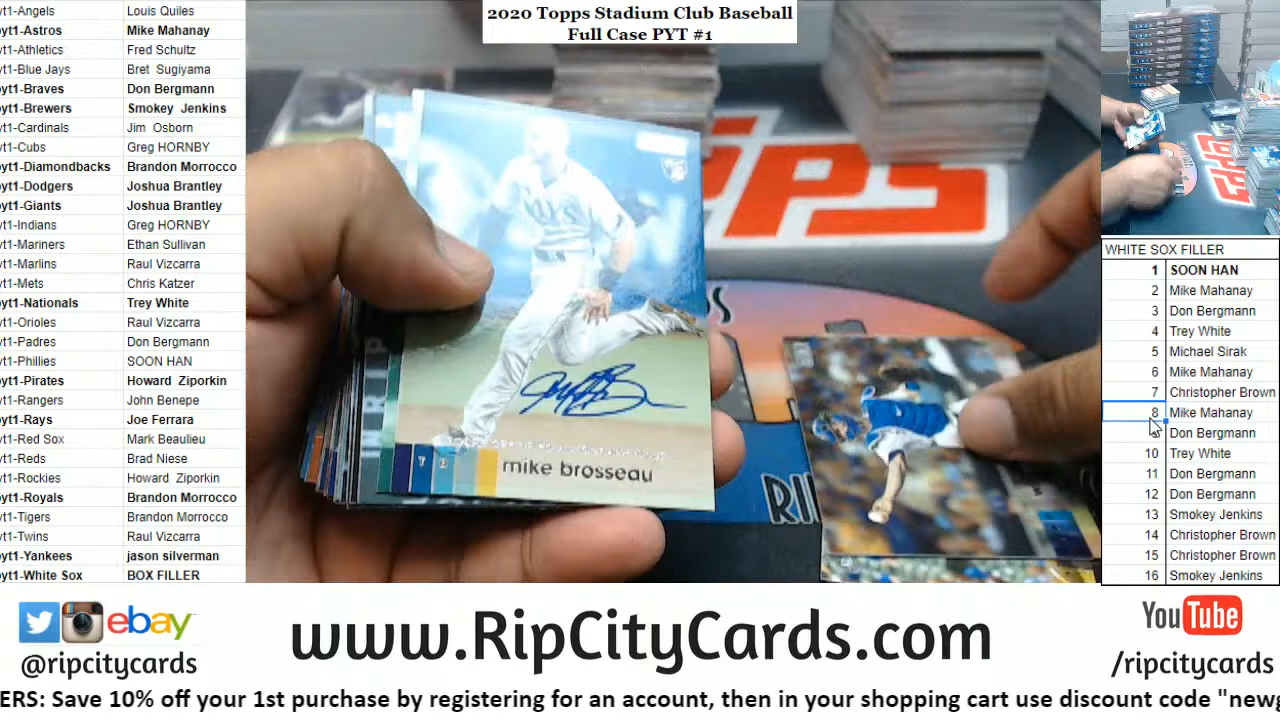 2020 Topps Stadium Club Baseball
Full Case PYT #1
yt1-Angels Louis Quiles
yt1-Astros Mike Mahanay
yt1-Athletics Fred Schultz
yt1-Blue Jays Bret Sugiyama
yt1-Braves Don Bergmann
yt1-Brewers Smokey Jenkins
yt1-Cardinals Jim Osborn
yt1-Cubs Greg HORNBY
yt1-Diamondbacks Brandon Morrocco
yt1-Dodgers Joshua Brantley
yt1-Giants Joshua Brantley
yt1-Indians Greg HORNBY
yt1-Mariners Ethan Sullivan
yt1-Marlins Raul Vizcarra
yt1-Mets Chris Katzer
yt1-Nationals Trey White
yt1-Orioles Raul Vizcarra
yt1-Padres Don Bergmann
yt1-Phillies SOON HAN
yt1-Pirates Howard Ziporkin
yt1-Rangers John Benepe
yt1-Rays Joe Ferrara
yt1-Red Sox Mark Beaulieu
yt1-Reds Brad Niese
yt1-Rockies Howard Ziporkin
yt1-Royals Brandon Morrocco
yt1-Tigers Brandon Morrocco
yt1-Twins Raul Vizcarra
yt1-Yankees jason silverman
yt1-White Sox BOX FILLER
mike brosseau
PPS
RI
TOPPS
WHITE SOX FILLER
1 SOON HAN
2 Mike Mahanay
3 Don Bergmann
4 Trey White
5 Michael Sirak
6 Mike Mahanay
7 Christopher Brown
8 Mike Mahanay
Don Bergmann
10 Trey White
11 Don Bergmann
12 Don Bergmann
13 Smokey Jenkins
14 Christopher Brown
15 Christopher Brown
16 Smokey Jenkins
ebay
@ripcitycards
www.RipCityCards.com
YouTube
/ripcitycards
ERS: Save 10% off your 1st purchase by registering for an account, then in your shopping cart use discount code "newg